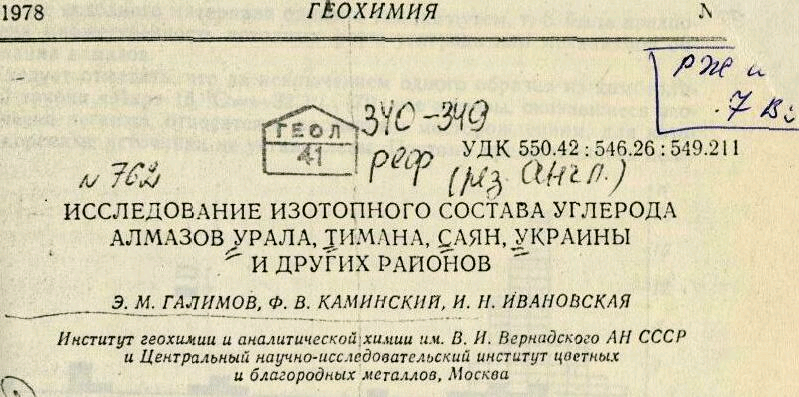 1978 ГЕОХИМИЯ №
РЖ и
7 Ві
ГЕОЛ
41
340-349
реф (рез. Англ.)
УДК 550.42 : 546.26 : 549.211
№ 762
ИССЛЕДОВАНИЕ ИЗОТОПНОГО СОСТАВА УГЛЕРОДА
АЛМАЗОВ УРАЛА, ТИМАНА, САЯН, УКРАИНЫ
И ДРУГИХ РАЙОНОВ
Э. М. ГАЛИМОВ, Ф. В. КАМИНСКИЙ, И. Н. ИВАНОВСКАЯ
Институт геохимии и аналитической химии им. В. И. Вернадского АН СССР
и Центральный научно-исследовательский институт цветных
и благородных металлов, Москва